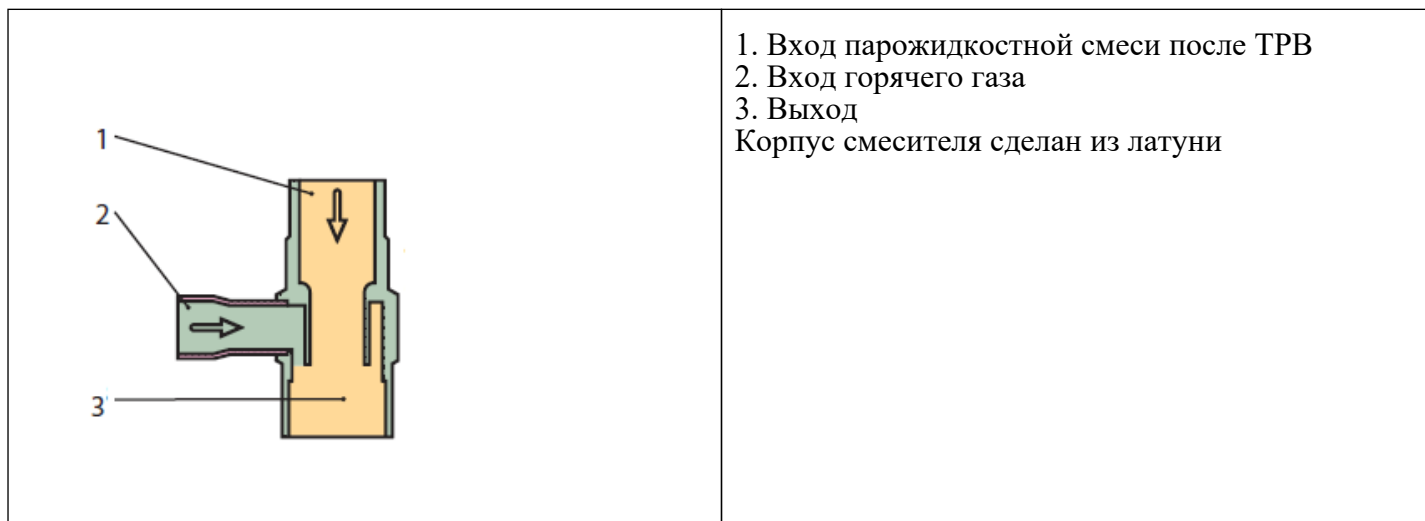 1
2
3
1. Вход парожидкостной смеси после ТРВ
2. Вход горячего газа
3. Выход
Корпус смесителя сделан из латуни